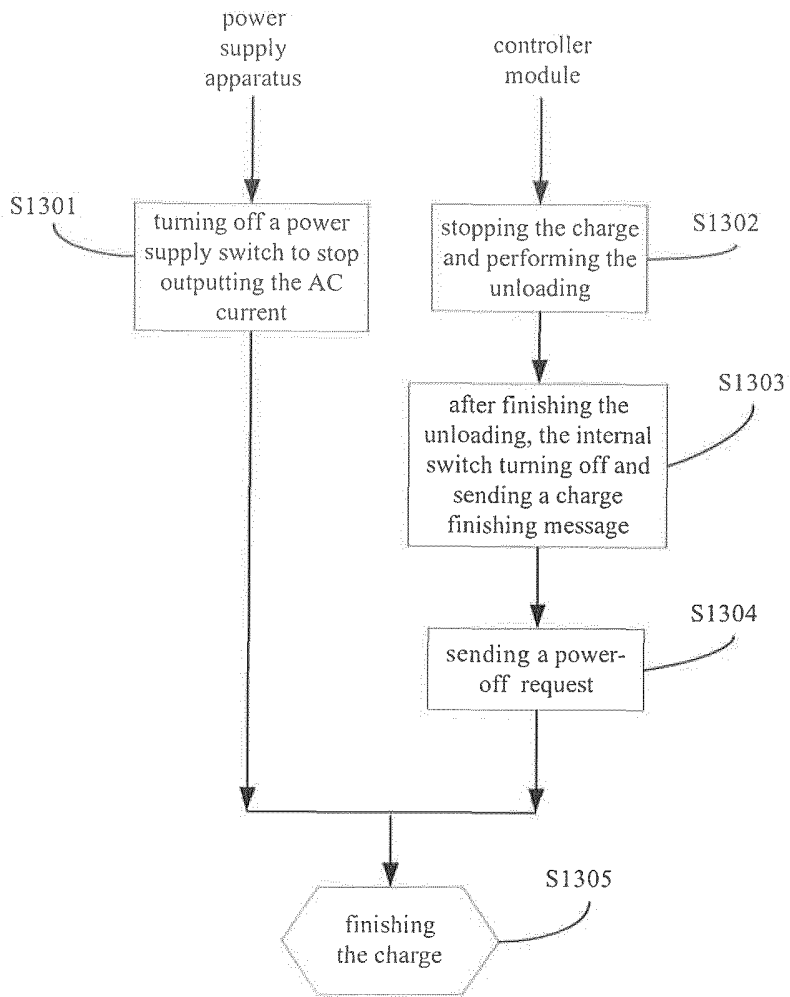 power
supply
apparatus
controller
module
S1301
turning off a power
supply switch to stop
outputting the AC
current
S1302
stopping the charge
and performing the
unloading
S1303
after finishing the
unloading, the internal
switch turning off and
sending a charge
finishing message
S1304
sending a power-
off request
S1305
finishing
the charge